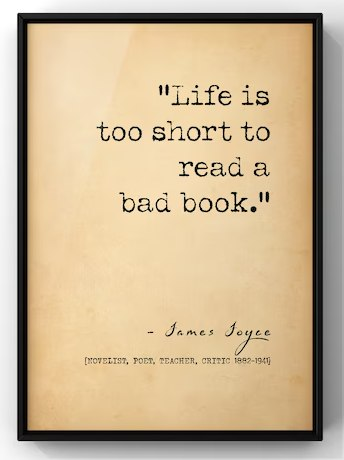 "Life is
too short to
read a
bad book."
- James Joyce
[NOVELIST, POET, TEACHER, CRITIC 1882-1941]